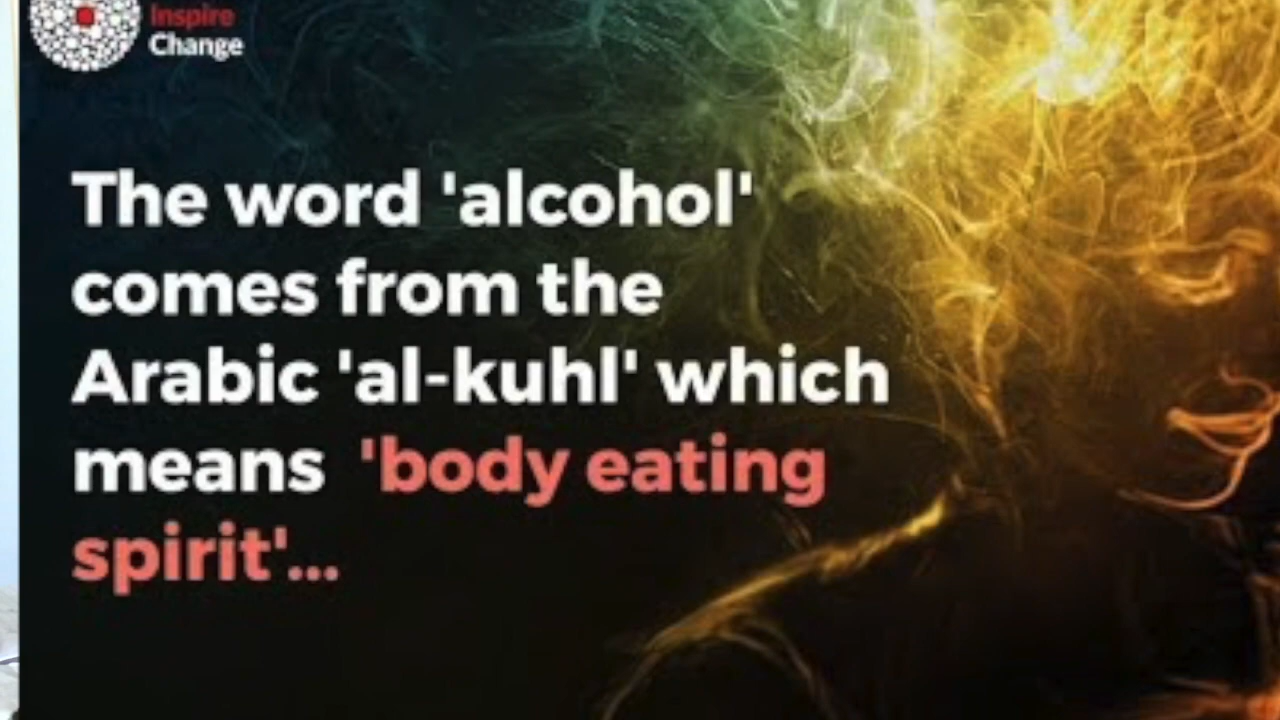 Inspire
Change
The word 'alcohol'
comes from the
Arabic 'al-kuhl' which
means 'body eating
spirit'...